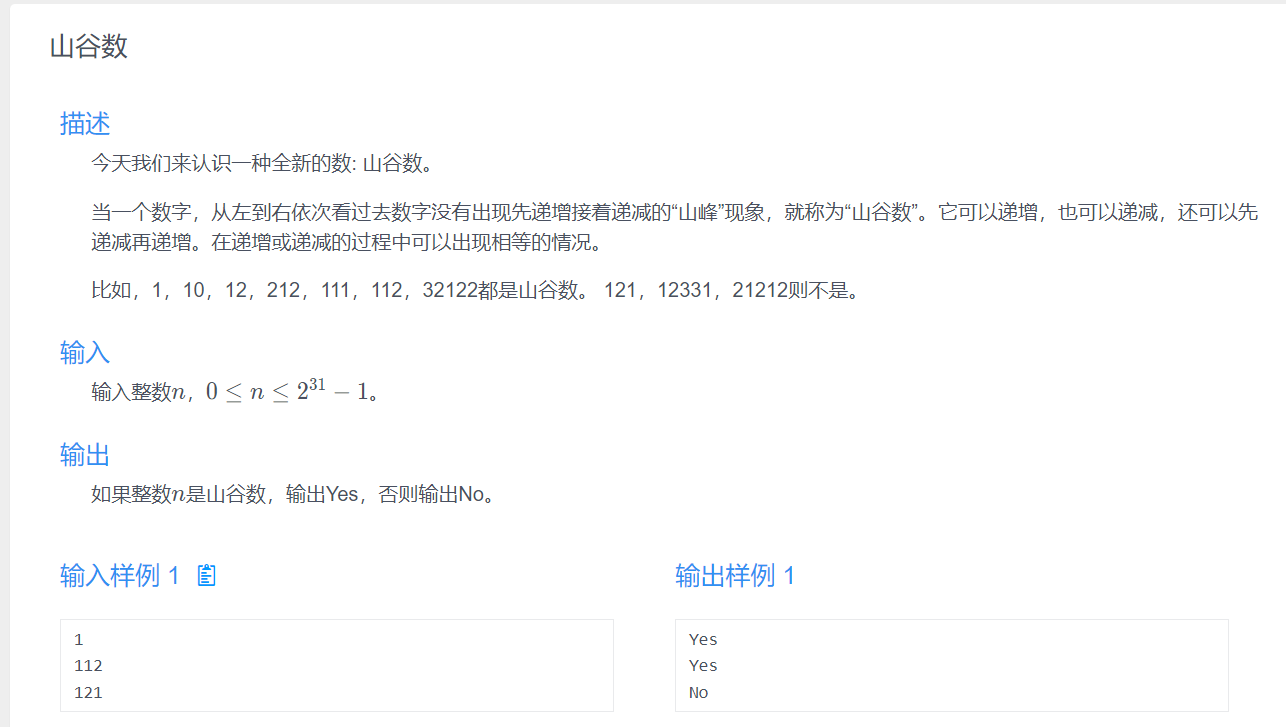 山谷数
描述
今天我们来认识一种全新的数: 山谷数。
当一个数字，从左到右依次看过去数字没有出现先递增接着递减的“山峰”现象，就称为“山谷数”。它可以递增，也可以递减，还可以先
递减再递增。在递增或递减的过程中可以出现相等的情况。
比如，1，10，12，212，111，112，32122都是山谷数。 121，12331，21212则不是。
输入
输入整数n，0 ≤ n ≤ 2^31 − 1。
输出
如果整数n是山谷数，输出Yes，否则输出No。
输入样例 1
输出样例 1
1
112
121
Yes
Yes
No